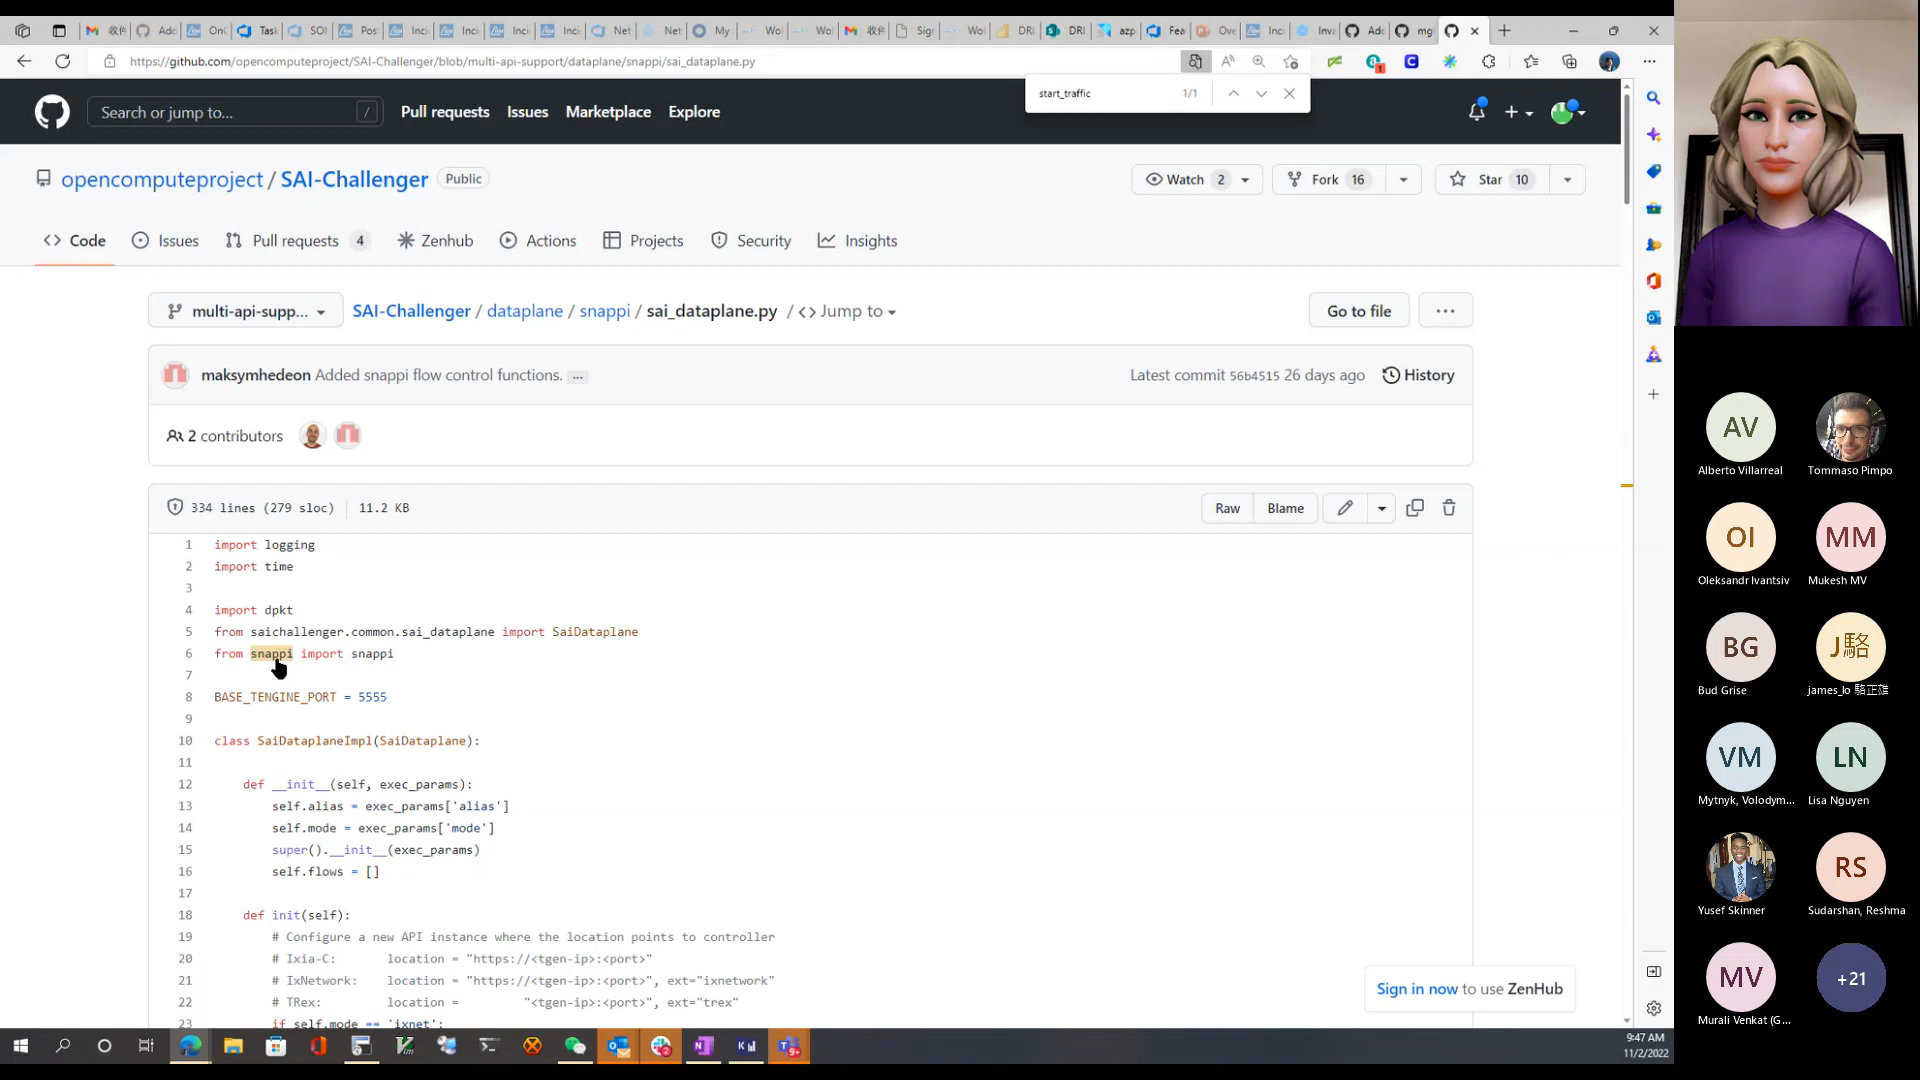 https://github.com/opencomputeproject/SAI-Challenger/blob/multi-api-support/dataplane/snappi/sai_dataplane.py
start_traffic 1/1
Search or jump to... /
Pull requests Issues Marketplace Explore
opencomputeproject / SAI-Challenger Public
Watch 2 Fork 16 Star 10
Code Issues Pull requests 4 Zenhub Actions Projects Security Insights
multi-api-supp... SAI-Challenger / dataplane / snappi / sai_dataplane.py / <> Jump to
Go to file ...
maksymhedeon Added snappi flow control functions. ...
Latest commit 56b4515 26 days ago History
2 contributors
334 lines (279 sloc) 11.2 KB
Raw Blame
1 import logging
2 import time
3
4 import dpkt
5 from saichallenger.common.sai_dataplane import SaiDataplane
6 from snappi import snappi
7
8 BASE_TENGINE_PORT = 5555
9
10 class SaiDataplaneImpl(SaiDataplane):
11
12 def __init__(self, exec_params):
13 self.alias = exec_params['alias']
14 self.mode = exec_params['mode']
15 super().__init__(exec_params)
16 self.flows = []
17
18 def init(self):
19 # Configure a new API instance where the location points to controller
20 # Ixia-C: location = "https://<tgen-ip>:<port>"
21 # IxNetwork: location = "https://<tgen-ip>:<port>", ext="ixnetwork"
22 # TRex: location = "<tgen-ip>:<port>", ext="trex"
23 if self.mode == 'ixnet':
Sign in now to use ZenHub
9:47 AM
11/2/2022
AV
Alberto Villarreal
Tommaso Pimpo
OI
Oleksandr Ivantsiv
MM
Mukesh MV
BG
Bud Grise
J駱
james_lo 駱正雄
VM
Mytnyk, Volodym...
LN
Lisa Nguyen
Yusef Skinner
RS
Sudarshan, Reshma
MV
Murali Venkat (G...
+21